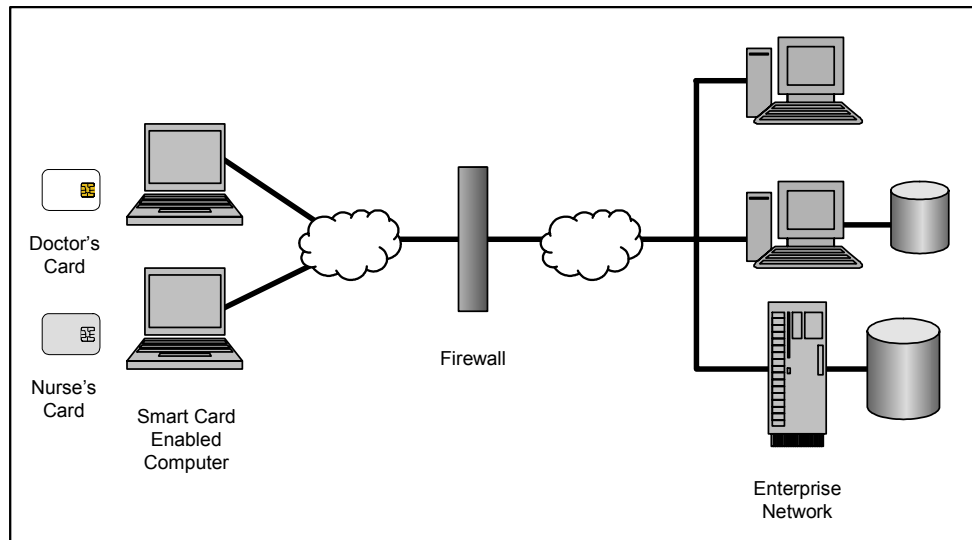 Doctor's
Card
Nurse's
Card
Smart Card
Enabled
Computer
Firewall
Enterprise
Network